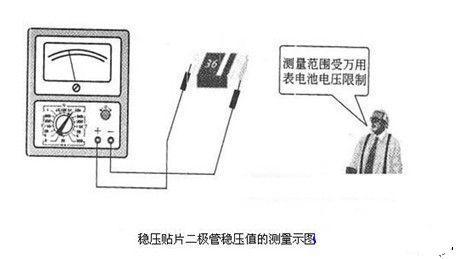 36
测量范围受万用
表电池电压限制
+ −
稳压贴片二极管稳压值的测量示图